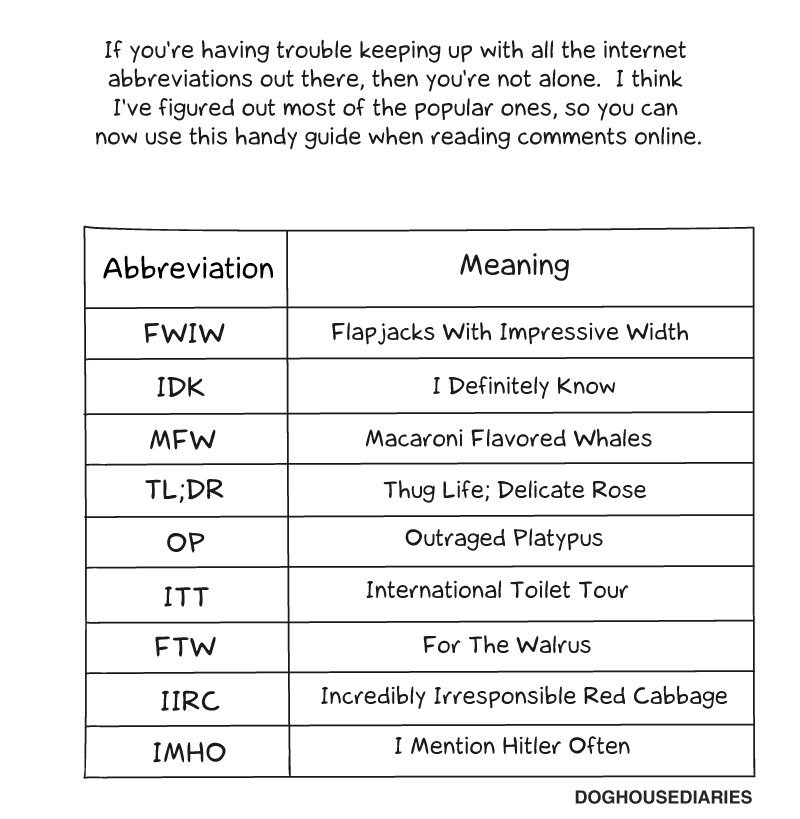 If you're having trouble keeping up with all the internet
abbreviations out there, then you're not alone. I think
I've figured out most of the popular ones, so you can
now use this handy guide when reading comments online.
Abbreviation Meaning
FWIW Flapjacks With Impressive Width
IDK I Definitely Know
MFW Macaroni Flavored Whales
TL;DR Thug Life; Delicate Rose
OP Outraged Platypus
ITT International Toilet Tour
FTW For The Walrus
IIRC Incredibly Irresponsible Red Cabbage
IMHO I Mention Hitler Often
DOGHOUSEDIARIES